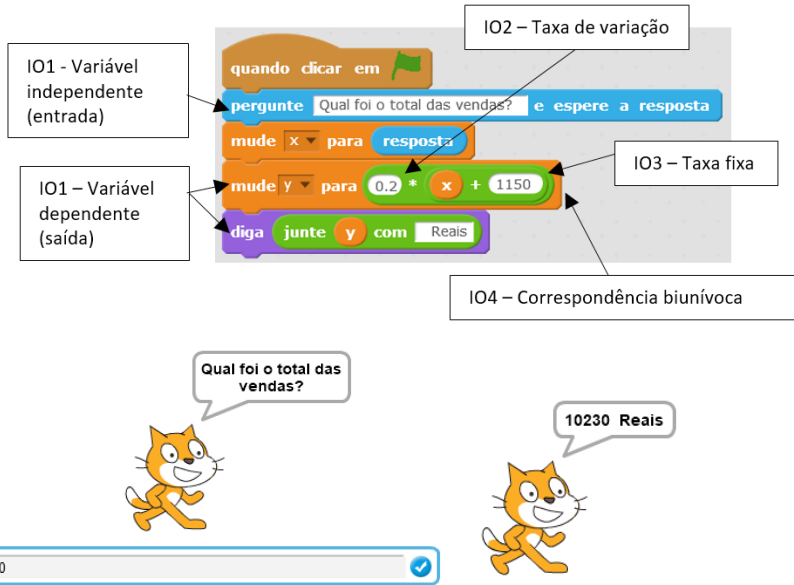 IO2 – Taxa de variação
IO1 - Variável
independente
(entrada)
quando clicar em
pergunte Qual foi o total das vendas? e espere a resposta
mude x para resposta
IO3 – Taxa fixa
IO1 – Variável
dependente
(saída)
mude y para 0.2 * x + 1150
diga junte y com Reais
IO4 – Correspondência biunívoca
Qual foi o total das
vendas?
10230 Reais
0